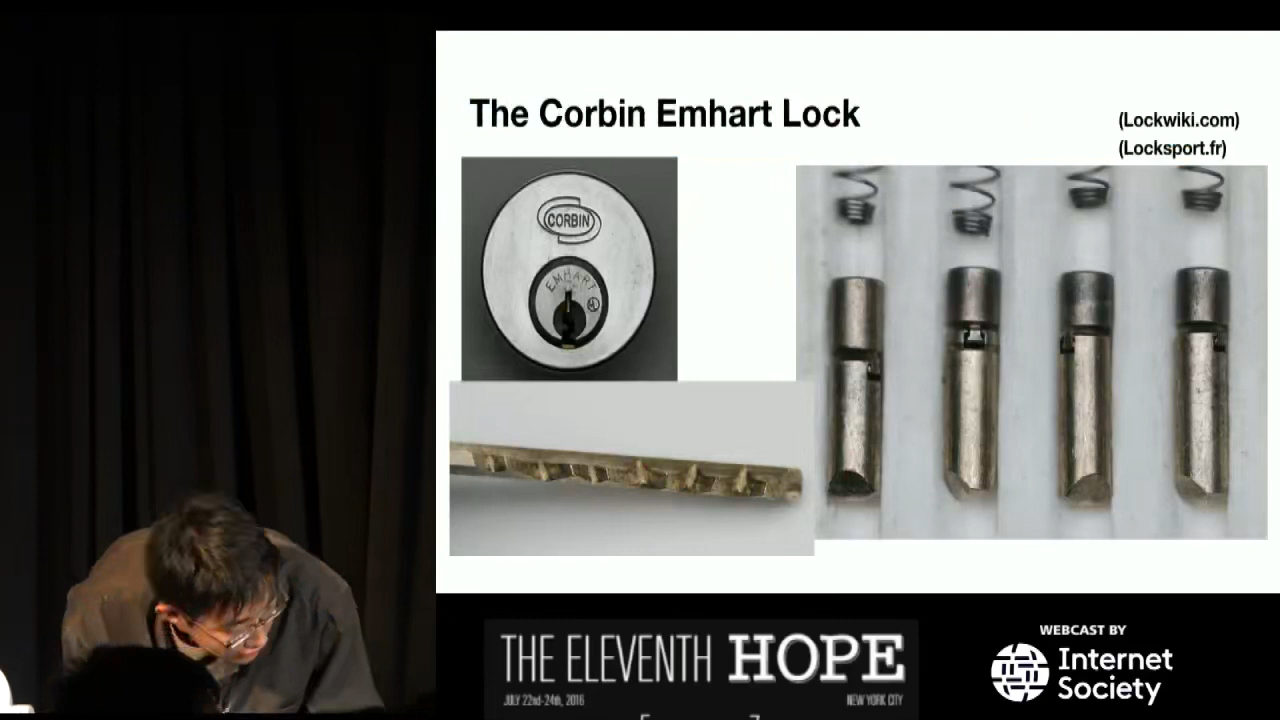 The Corbin Emhart Lock
(Lockwiki.com)
(Locksport.fr)
CORBIN
EMHART
UL
THE ELEVENTH HOPE
JULY 22nd-24th, 2016
NEW YORK CITY
WEBCAST BY
Internet
Society